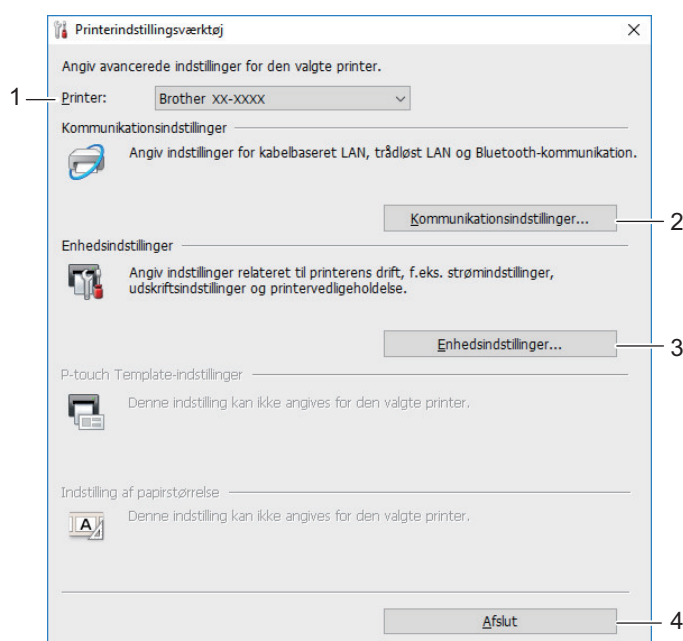 Printerindstillingsværktøj
Angiv avancerede indstillinger for den valgte printer.
1 Printer: Brother XX-XXXX
Kommunikationsindstillinger
Angiv indstillinger for kabelbaseret LAN, trådløst LAN og Bluetooth-kommunikation.
Kommunikationsindstillinger... 2
Enhedsindstillinger
Angiv indstillinger relateret til printerens drift, f.eks. strømindstillinger,
udskriftsindstillinger og printervedligeholdelse.
Enhedsindstillinger... 3
P-touch Template-indstillinger
Denne indstilling kan ikke angives for den valgte printer.
Indstilling af papirstørrelse
A
Denne indstilling kan ikke angives for den valgte printer.
Afslut 4